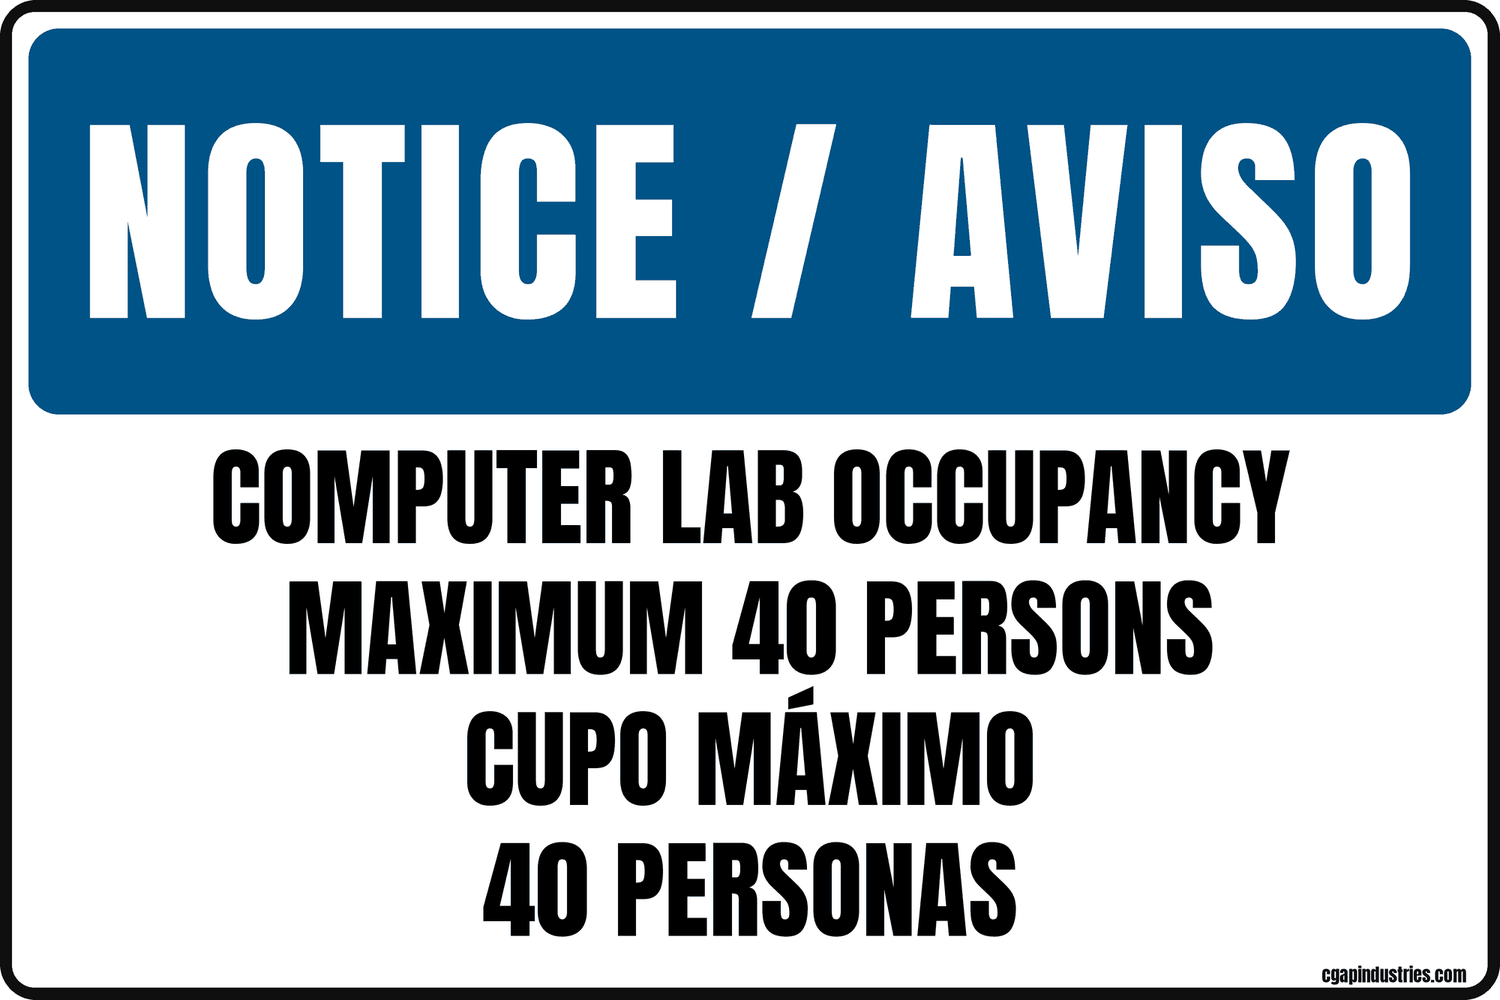 NOTICE / AVISO
COMPUTER LAB OCCUPANCY
MAXIMUM 40 PERSONS
CUPO MÁXIMO
40 PERSONAS
cgapindustries.com